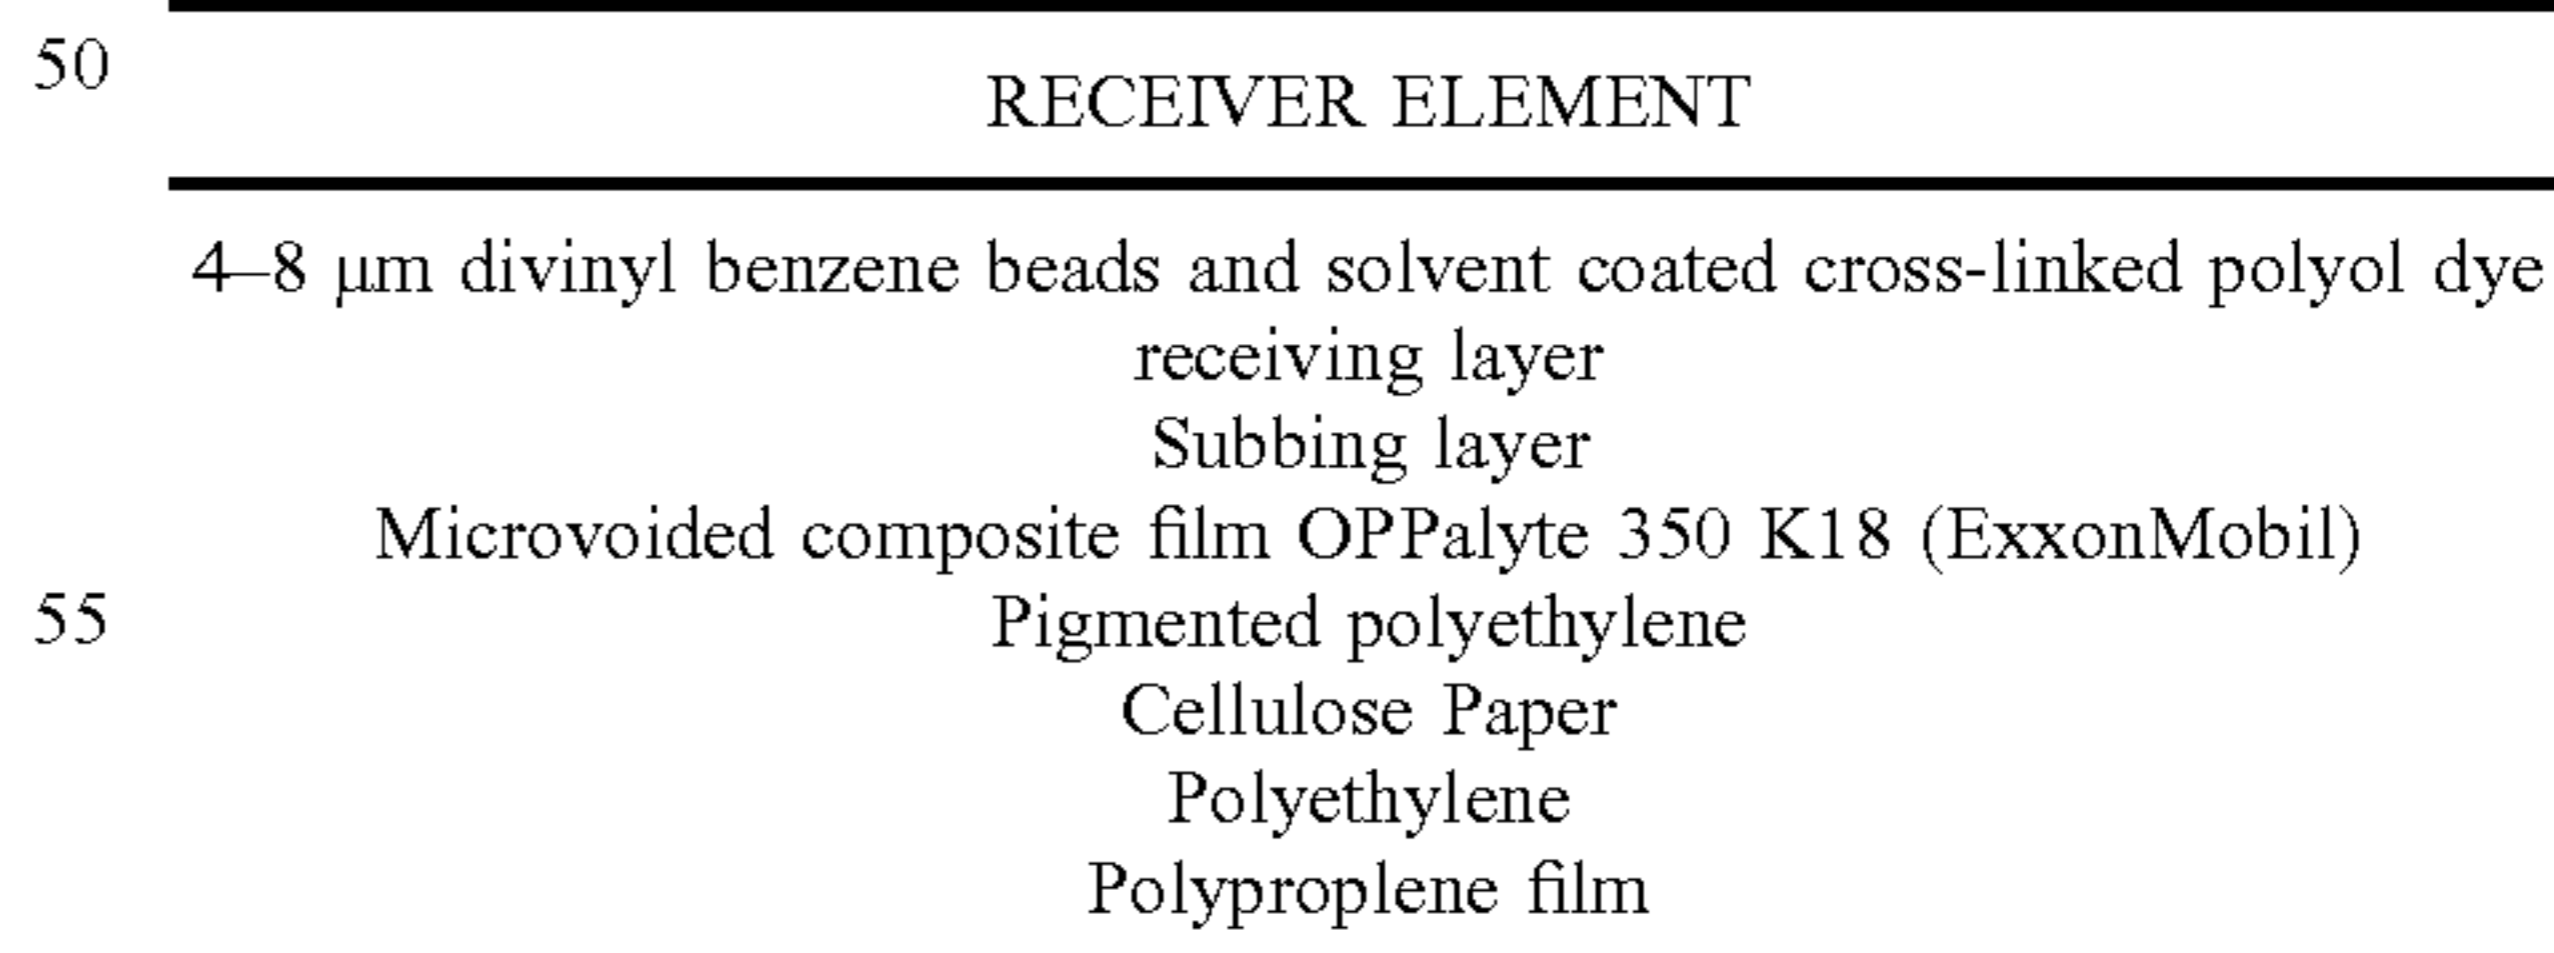 50
RECEIVER ELEMENT
4–8 μm divinyl benzene beads and solvent coated cross-linked polyol dye
receiving layer
Subbing layer
Microvoided composite film OPPalyte 350 K18 (ExxonMobil)
55
Pigmented polyethylene
Cellulose Paper
Polyethylene
Polyproplene film